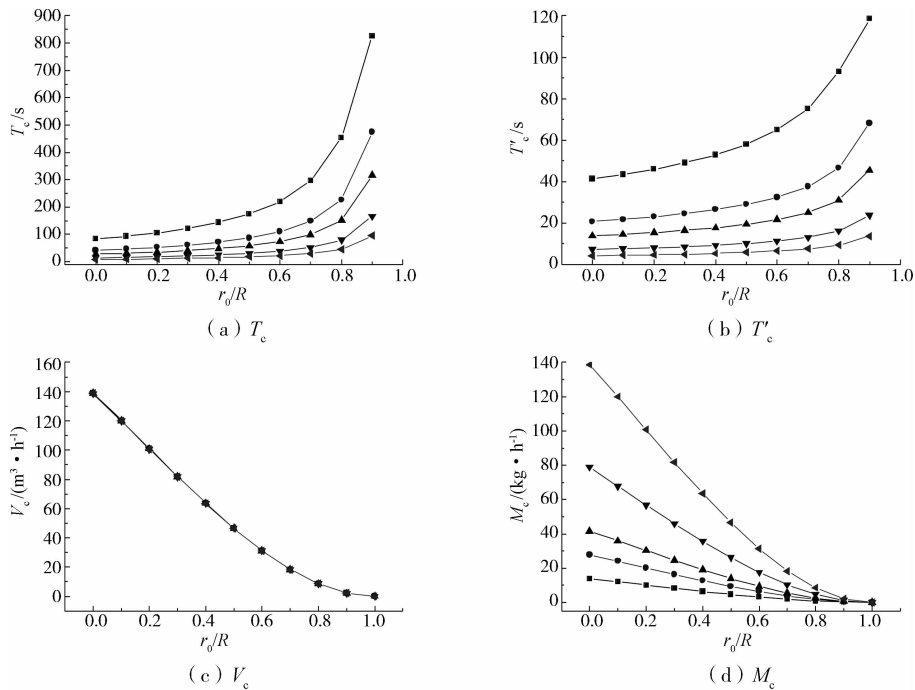 900
800
700
600
500
400
300
200
100
0
T_c/s
0.0 0.2 0.4 0.6 0.8 1.0
r_0/R
(a) T_c
120
100
80
60
40
20
0
T′_c/s
0.0 0.2 0.4 0.6 0.8 1.0
r_0/R
(b) T′_c
160
140
120
100
80
60
40
20
0
V_c/(m³·h⁻¹)
0.0 0.2 0.4 0.6 0.8 1.0
r_0/R
(c) V_c
140
120
100
80
60
40
20
0
M_c/(kg·h⁻¹)
0.0 0.2 0.4 0.6 0.8 1.0
r_0/R
(d) M_c